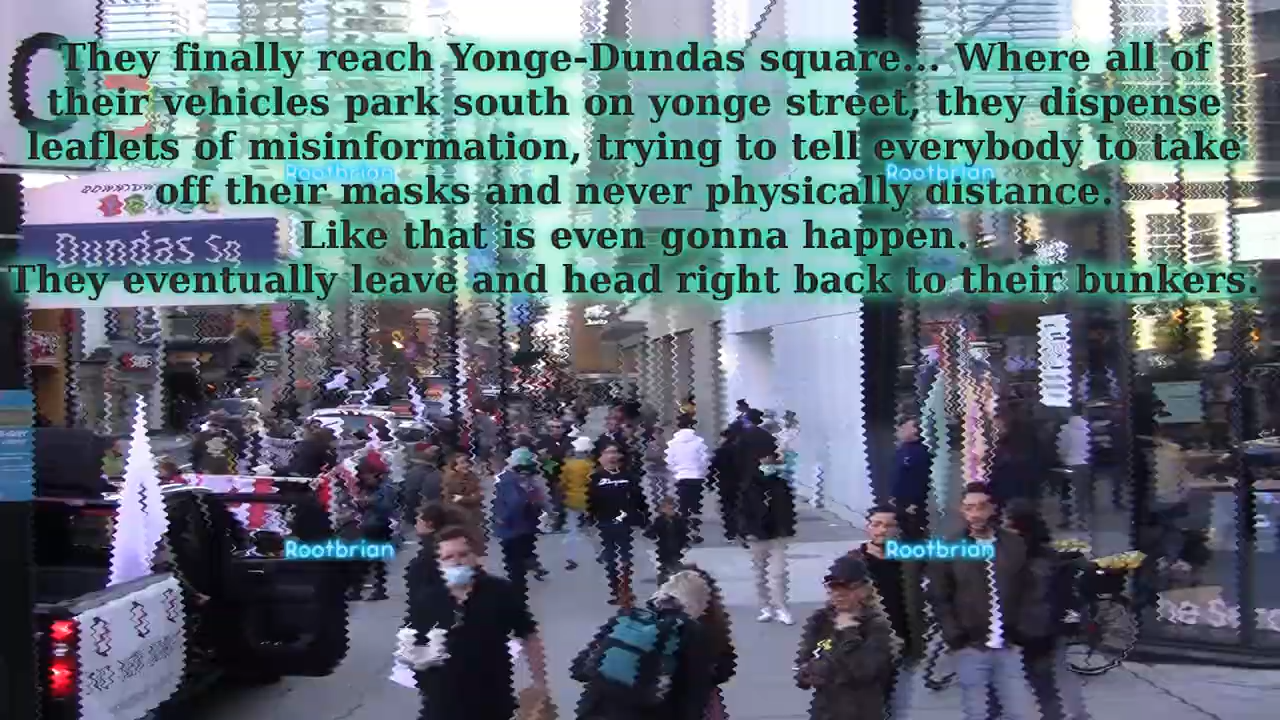 They finally reach Yonge-Dundas square... Where all of
their vehicles park south on yonge street, they dispense
leaflets of misinformation, trying to tell everybody to take
Rootbrian Rootbrian
off their masks and never physically distance.
Dundas Sq
Like that is even gonna happen.
They eventually leave and head right back to their bunkers.
Rootbrian Rootbrian